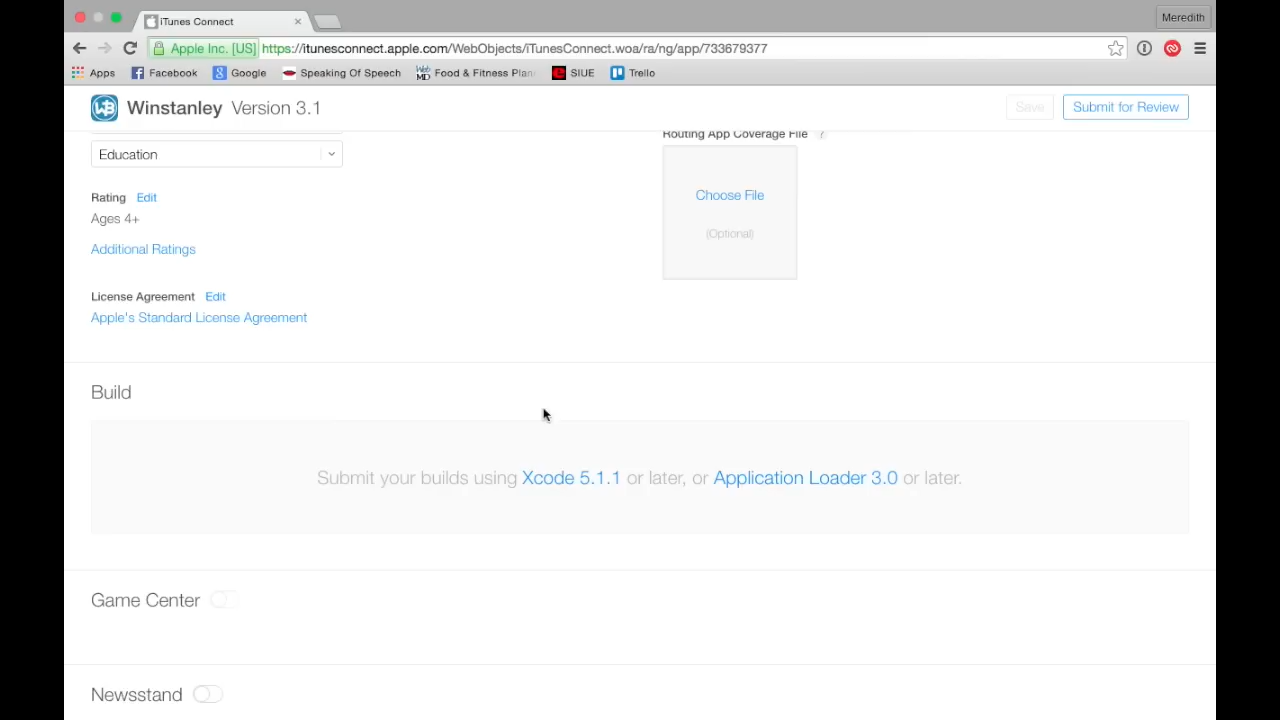 iTunes Connect
Meredith
Apple Inc. [US] https://itunesconnect.apple.com/WebObjects/iTunesConnect.woa/ra/ng/app/733679377
Apps Facebook Google Speaking Of Speech Food & Fitness Plan SIUE Trello
Winstanley Version 3.1
Save Submit for Review
Routing App Coverage File ?
Education
Choose File
(Optional)
Rating Edit
Ages 4+
Additional Ratings
License Agreement Edit
Apple's Standard License Agreement
Build
Submit your builds using Xcode 5.1.1 or later, or Application Loader 3.0 or later.
Game Center
Newsstand